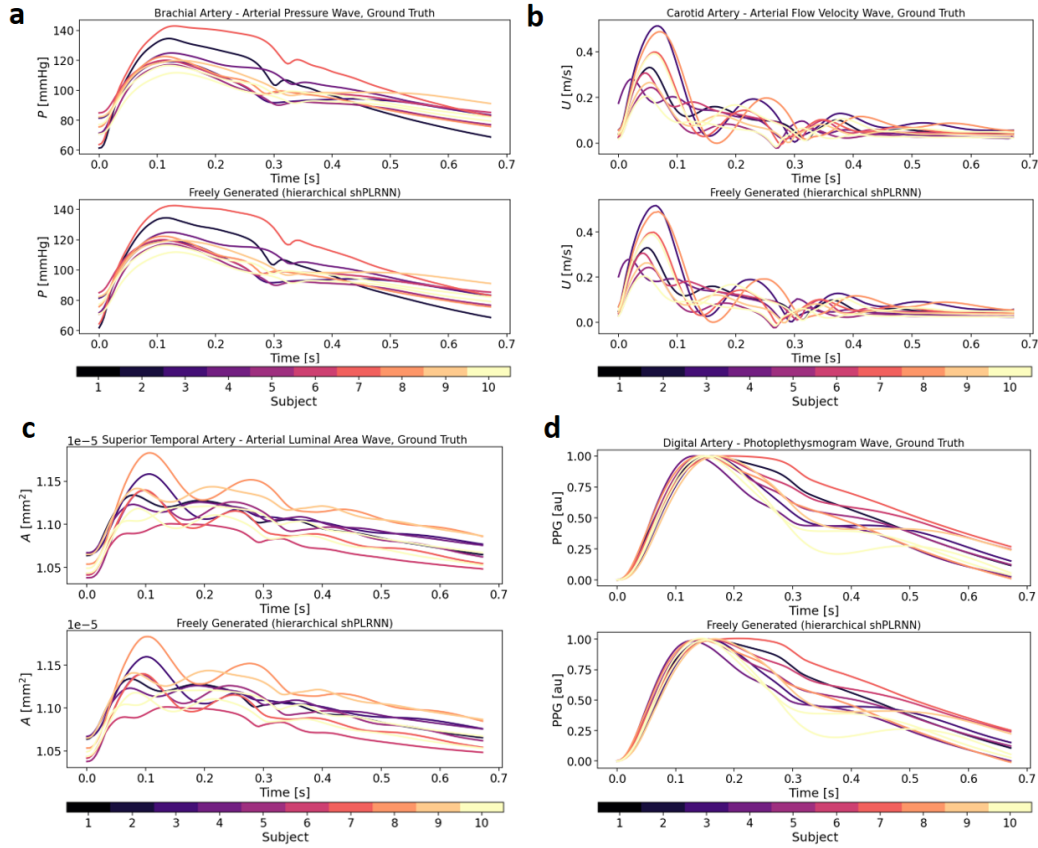 a
Brachial Artery - Arterial Pressure Wave, Ground Truth
P [mmHg]
140
120
100
80
60
0.0 0.1 0.2 0.3 0.4 0.5 0.6 0.7
Time [s]
Freely Generated (hierarchical shPLRNN)
P [mmHg]
140
120
100
80
60
0.0 0.1 0.2 0.3 0.4 0.5 0.6 0.7
Time [s]
1 2 3 4 5 6 7 8 9 10
Subject
b
Carotid Artery - Arterial Flow Velocity Wave, Ground Truth
U [m/s]
0.4
0.2
0.0
0.0 0.1 0.2 0.3 0.4 0.5 0.6 0.7
Time [s]
Freely Generated (hierarchical shPLRNN)
U [m/s]
0.4
0.2
0.0
0.0 0.1 0.2 0.3 0.4 0.5 0.6 0.7
Time [s]
1 2 3 4 5 6 7 8 9 10
Subject
c
1e-5 Superior Temporal Artery - Arterial Luminal Area Wave, Ground Truth
A [mm²]
1.15
1.10
1.05
0.0 0.1 0.2 0.3 0.4 0.5 0.6 0.7
Time [s]
1e-5 Freely Generated (hierarchical shPLRNN)
A [mm²]
1.15
1.10
1.05
0.0 0.1 0.2 0.3 0.4 0.5 0.6 0.7
Time [s]
1 2 3 4 5 6 7 8 9 10
Subject
d
Digital Artery - Photoplethysmogram Wave, Ground Truth
PPG [au]
1.00
0.75
0.50
0.25
0.00
0.0 0.1 0.2 0.3 0.4 0.5 0.6 0.7
Time [s]
Freely Generated (hierarchical shPLRNN)
PPG [au]
1.00
0.75
0.50
0.25
0.00
0.0 0.1 0.2 0.3 0.4 0.5 0.6 0.7
Time [s]
1 2 3 4 5 6 7 8 9 10
Subject